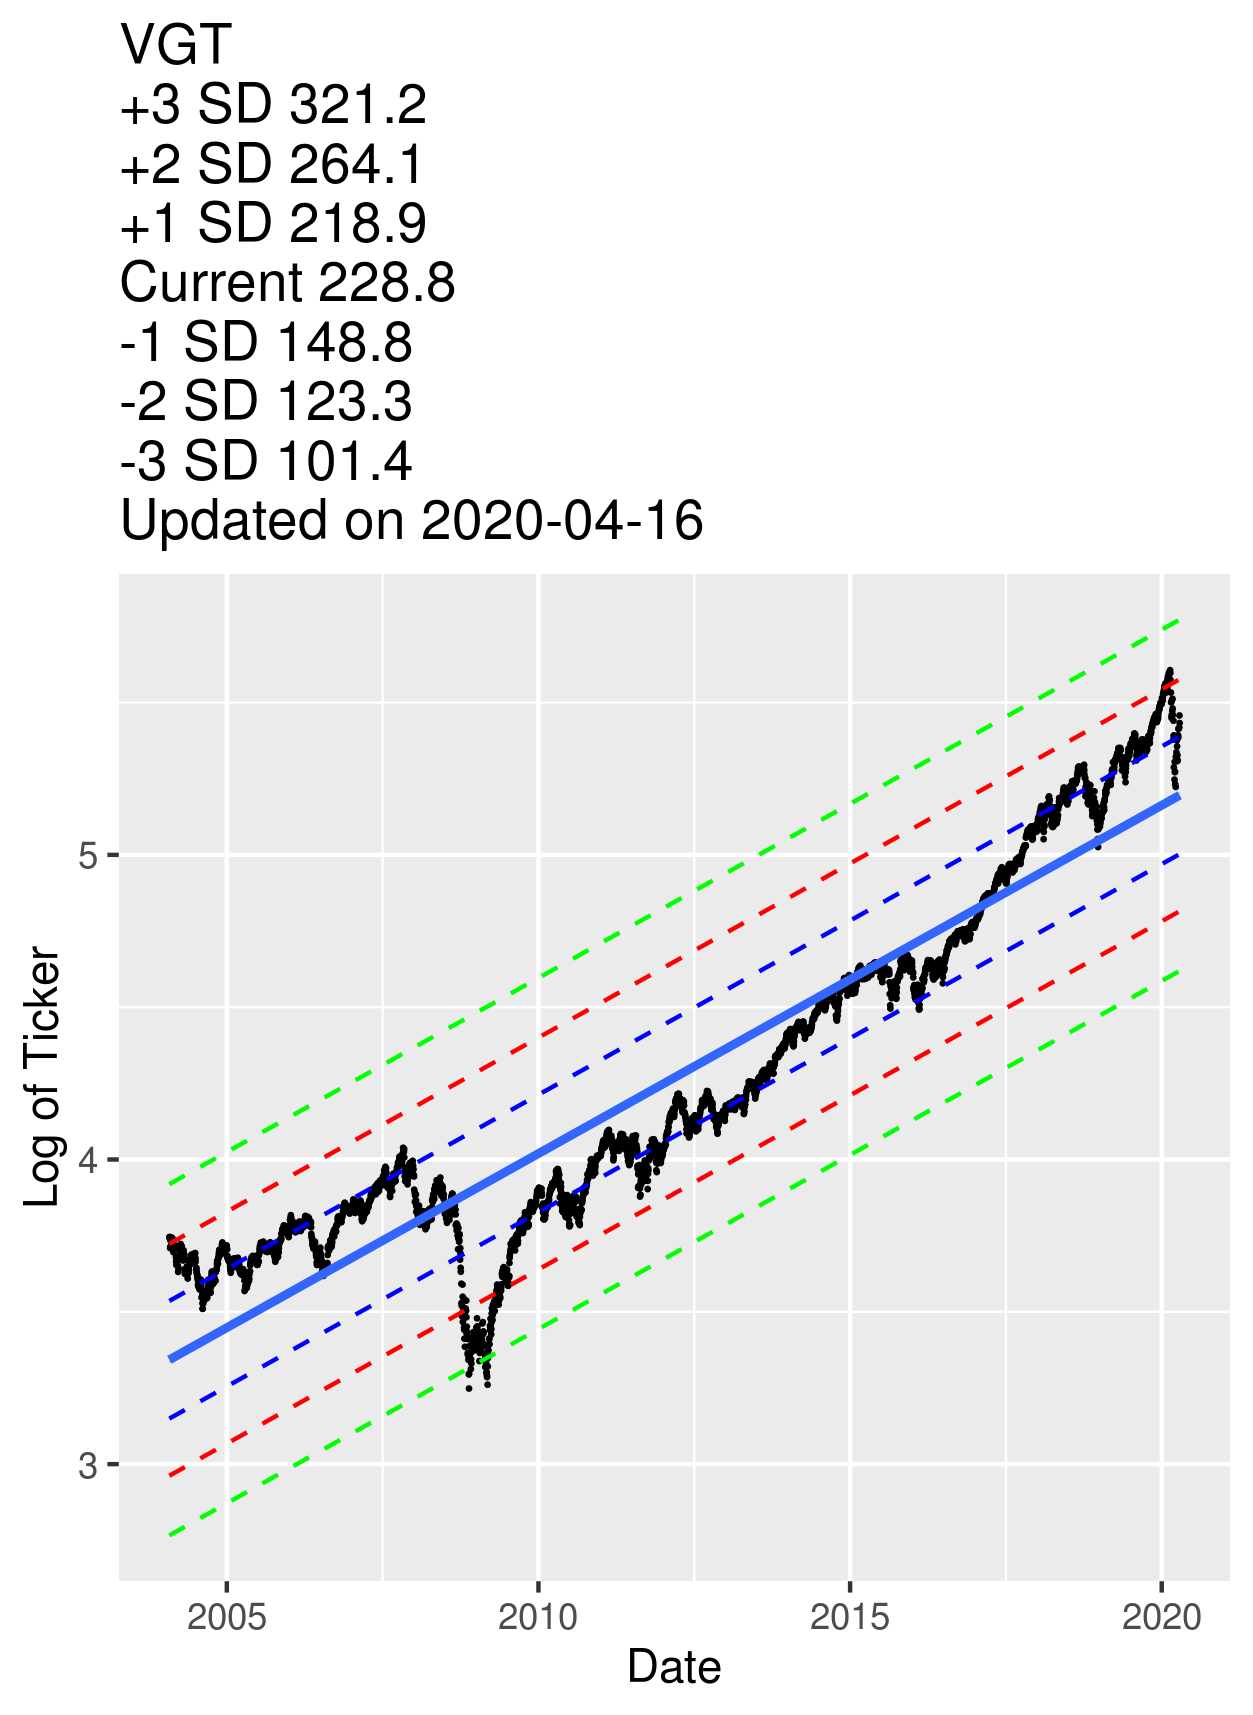 VGT
+3 SD 321.2
+2 SD 264.1
+1 SD 218.9
Current 228.8
-1 SD 148.8
-2 SD 123.3
-3 SD 101.4
Updated on 2020-04-16
Log of Ticker
5
4
3
2005 2010 2015 2020
Date